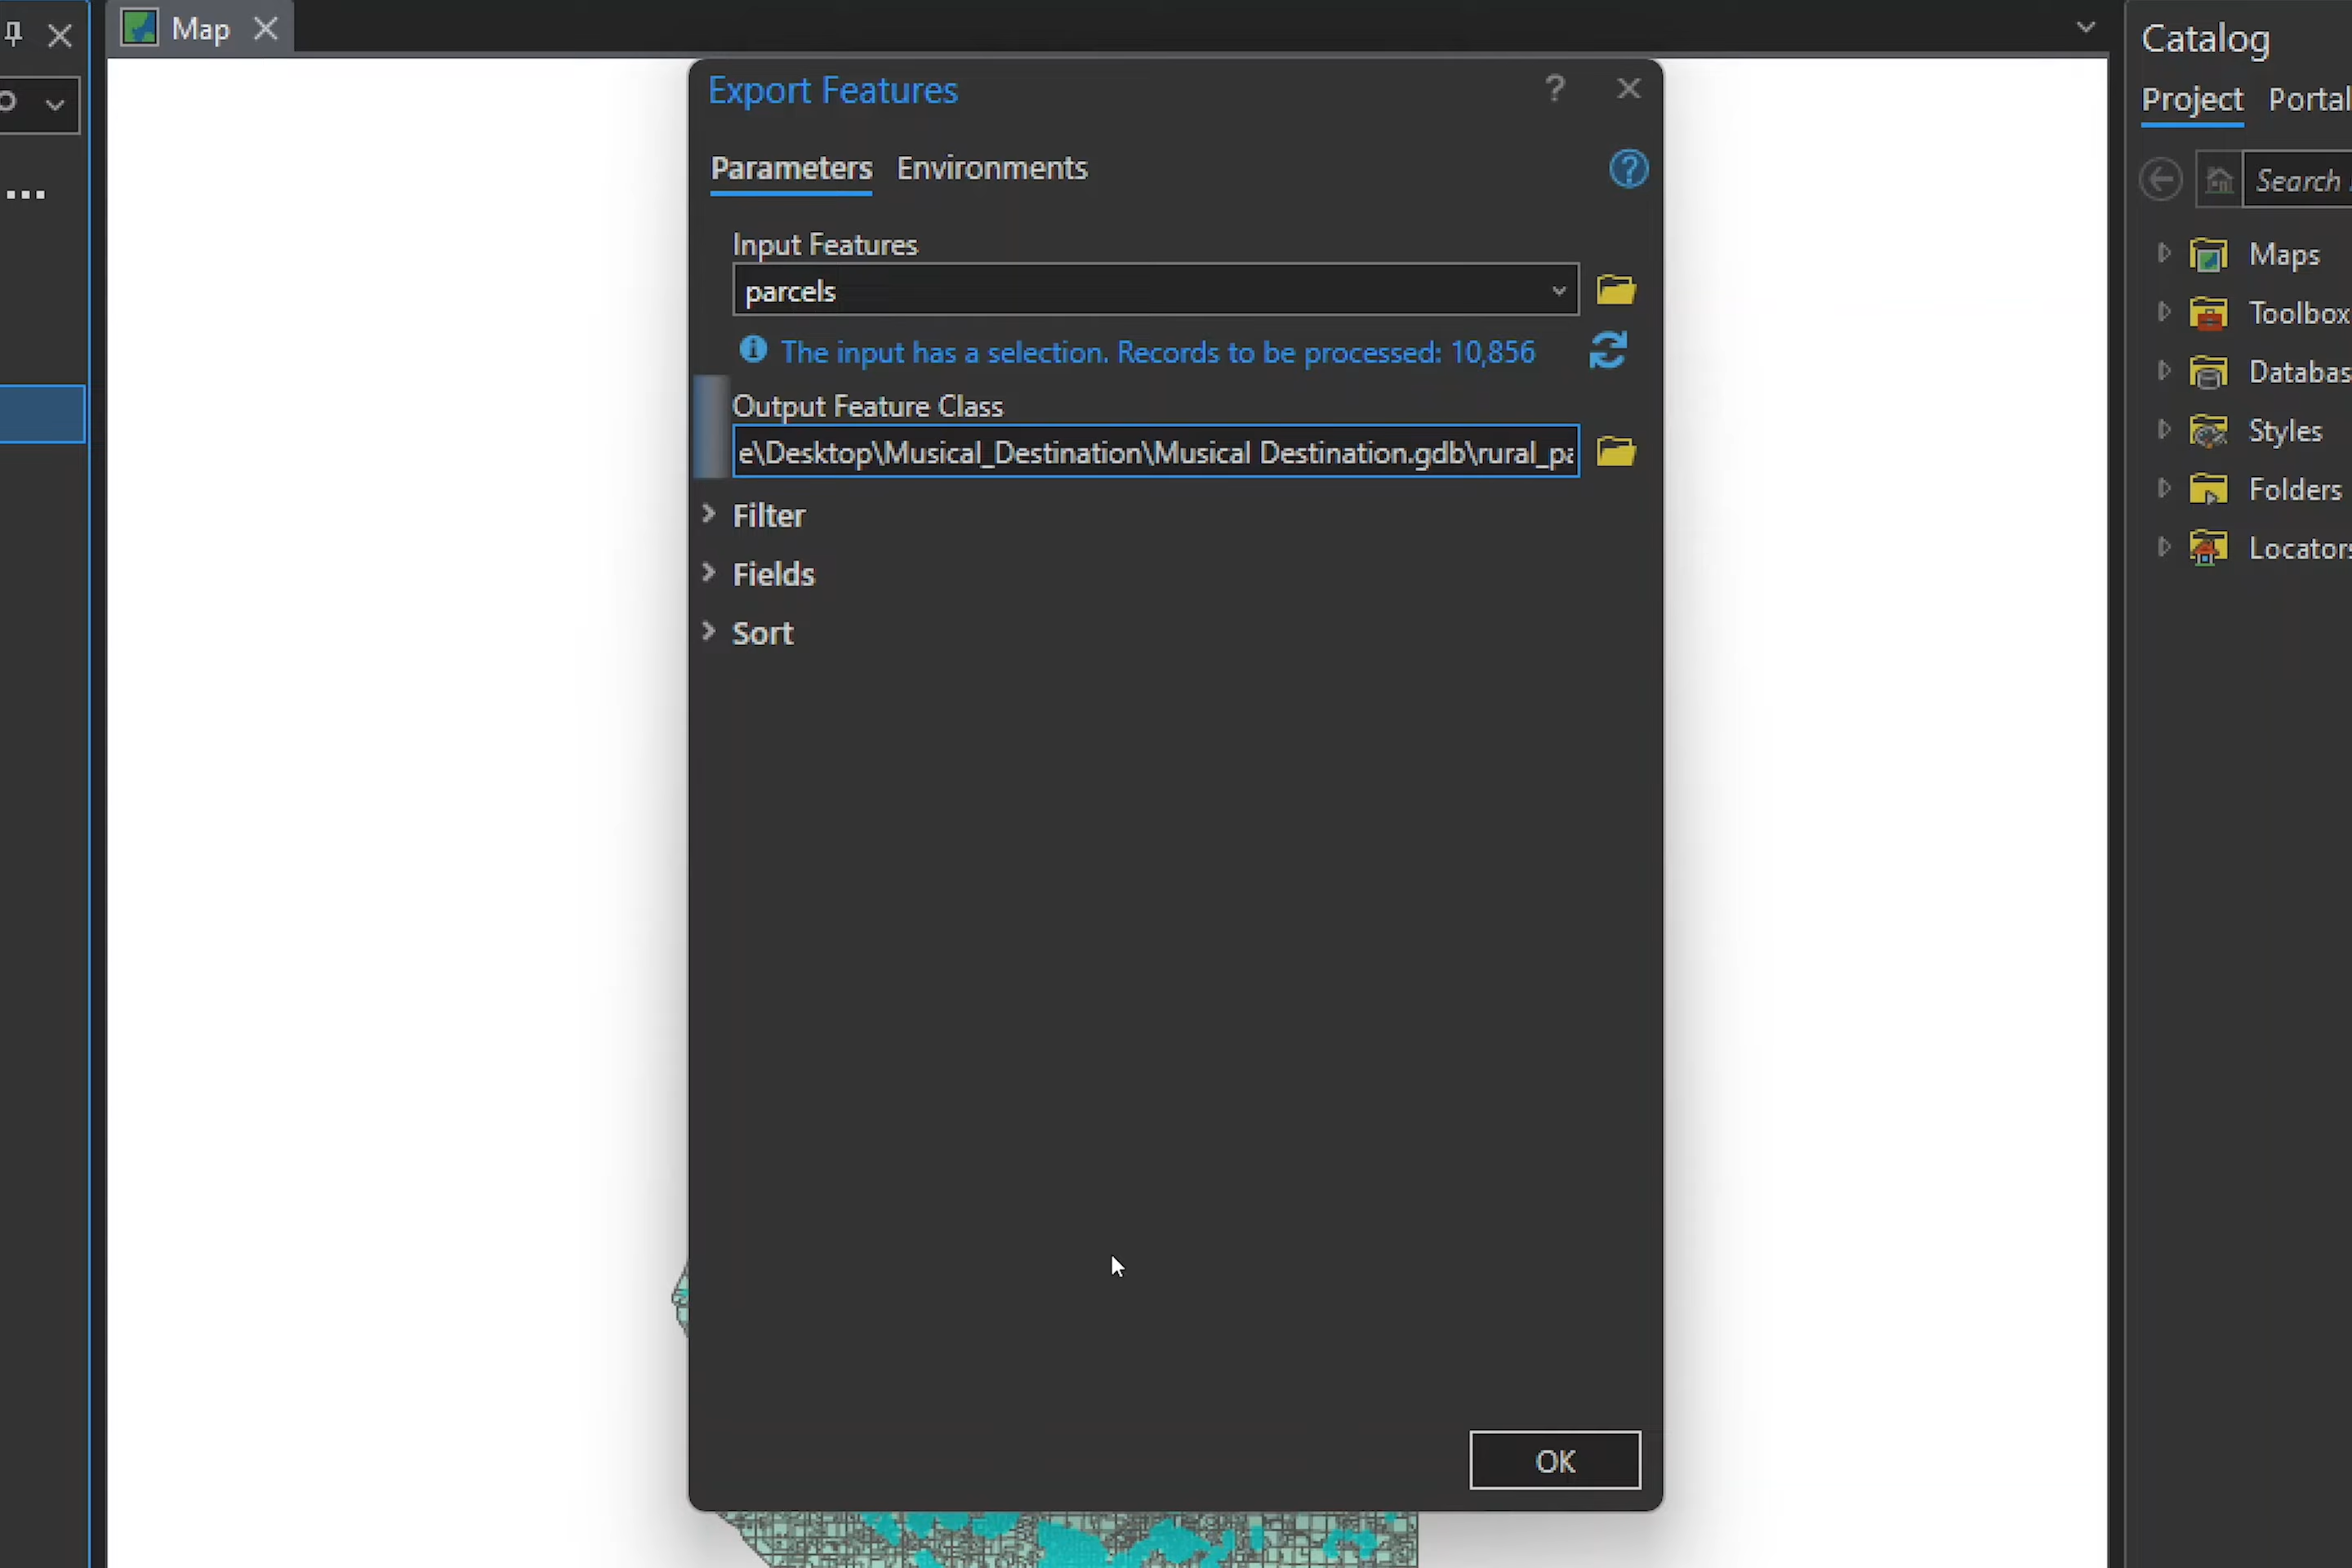 Map
Catalog
Project Portal
Search
Export Features
?
Parameters Environments
?
Input Features
parcels
The input has a selection. Records to be processed: 10,856
Output Feature Class
e\Desktop\Musical_Destination\Musical Destination.gdb\rural_pa
Filter
Fields
Sort
OK
Maps
Toolbox
Databas
Styles
Folders
Locators